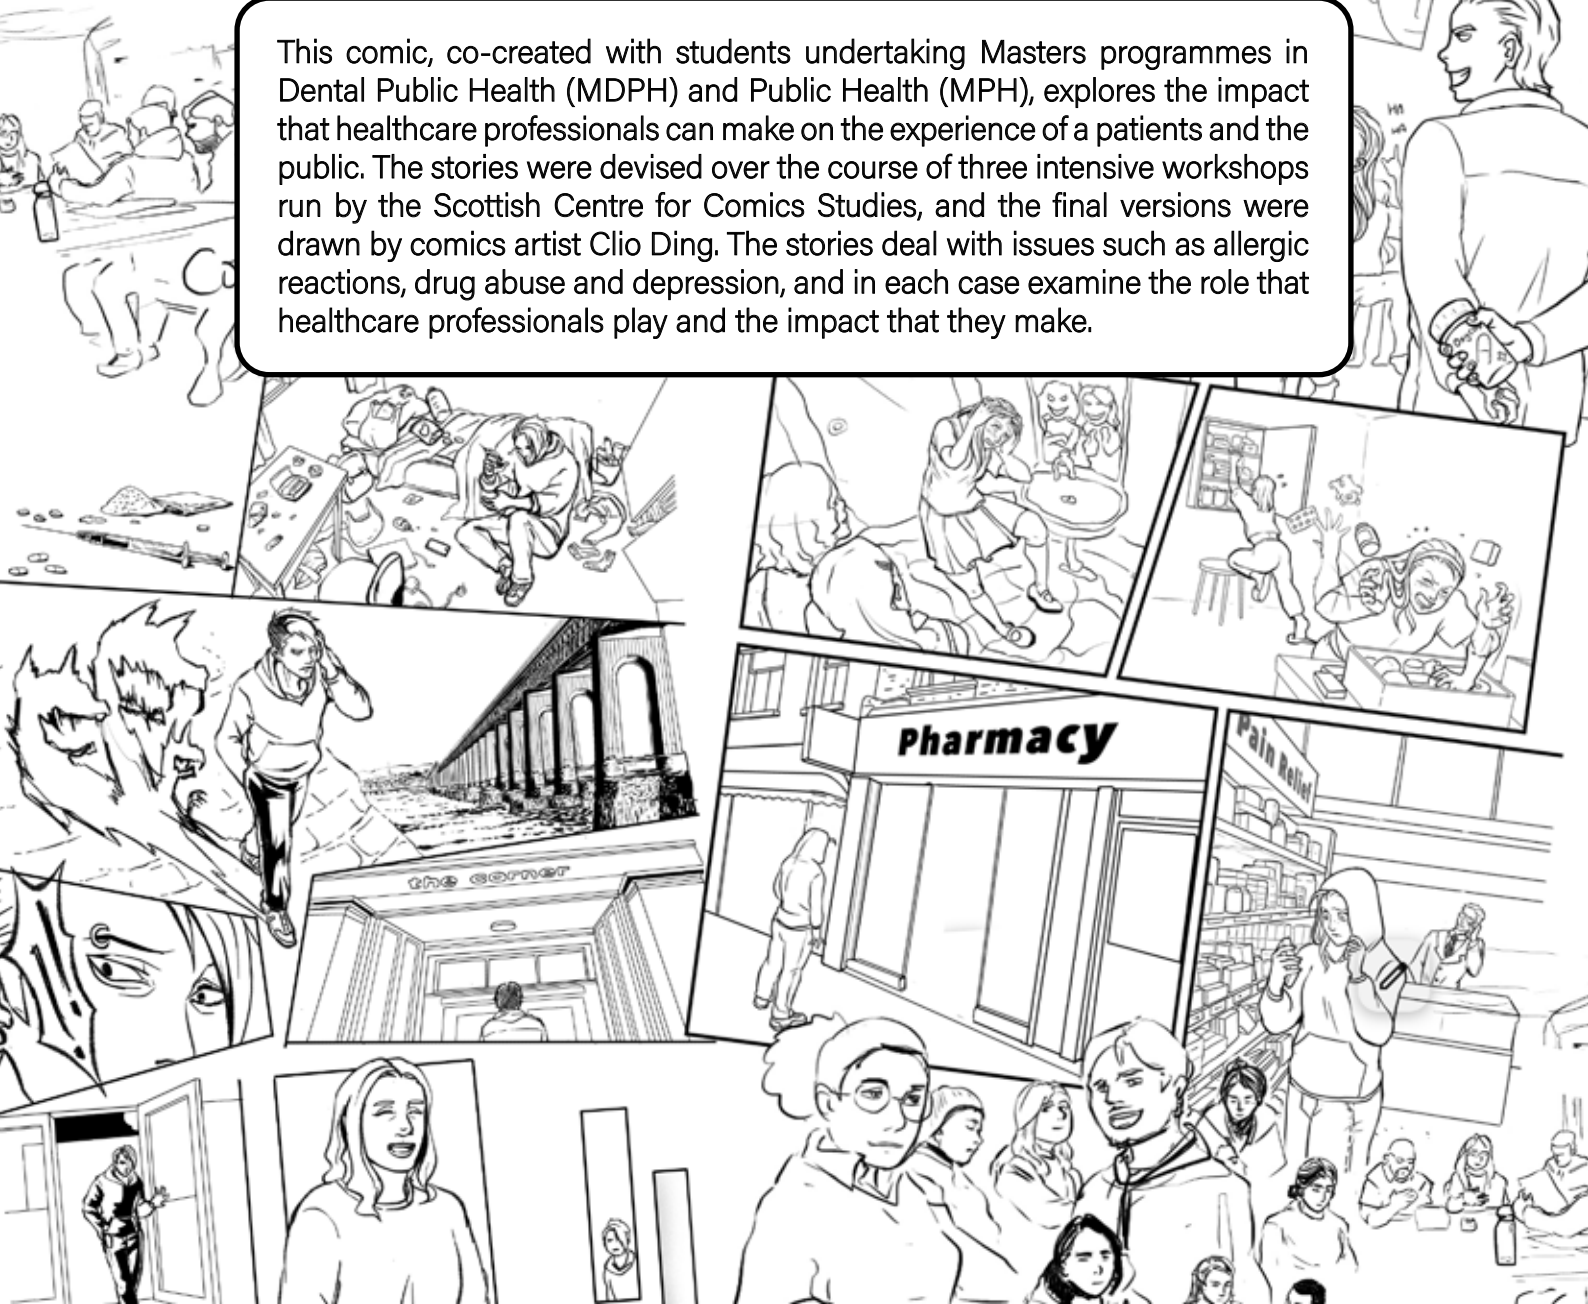 This comic, co-created with students undertaking Masters programmes in
Dental Public Health (MDPH) and Public Health (MPH), explores the impact
that healthcare professionals can make on the experience of a patients and the
public. The stories were devised over the course of three intensive workshops
run by the Scottish Centre for Comics Studies, and the final versions were
drawn by comics artist Clio Ding. The stories deal with issues such as allergic
reactions, drug abuse and depression, and in each case examine the role that
healthcare professionals play and the impact that they make.
HA
HA
Co
Pharmacy
Pain Relief
the corner